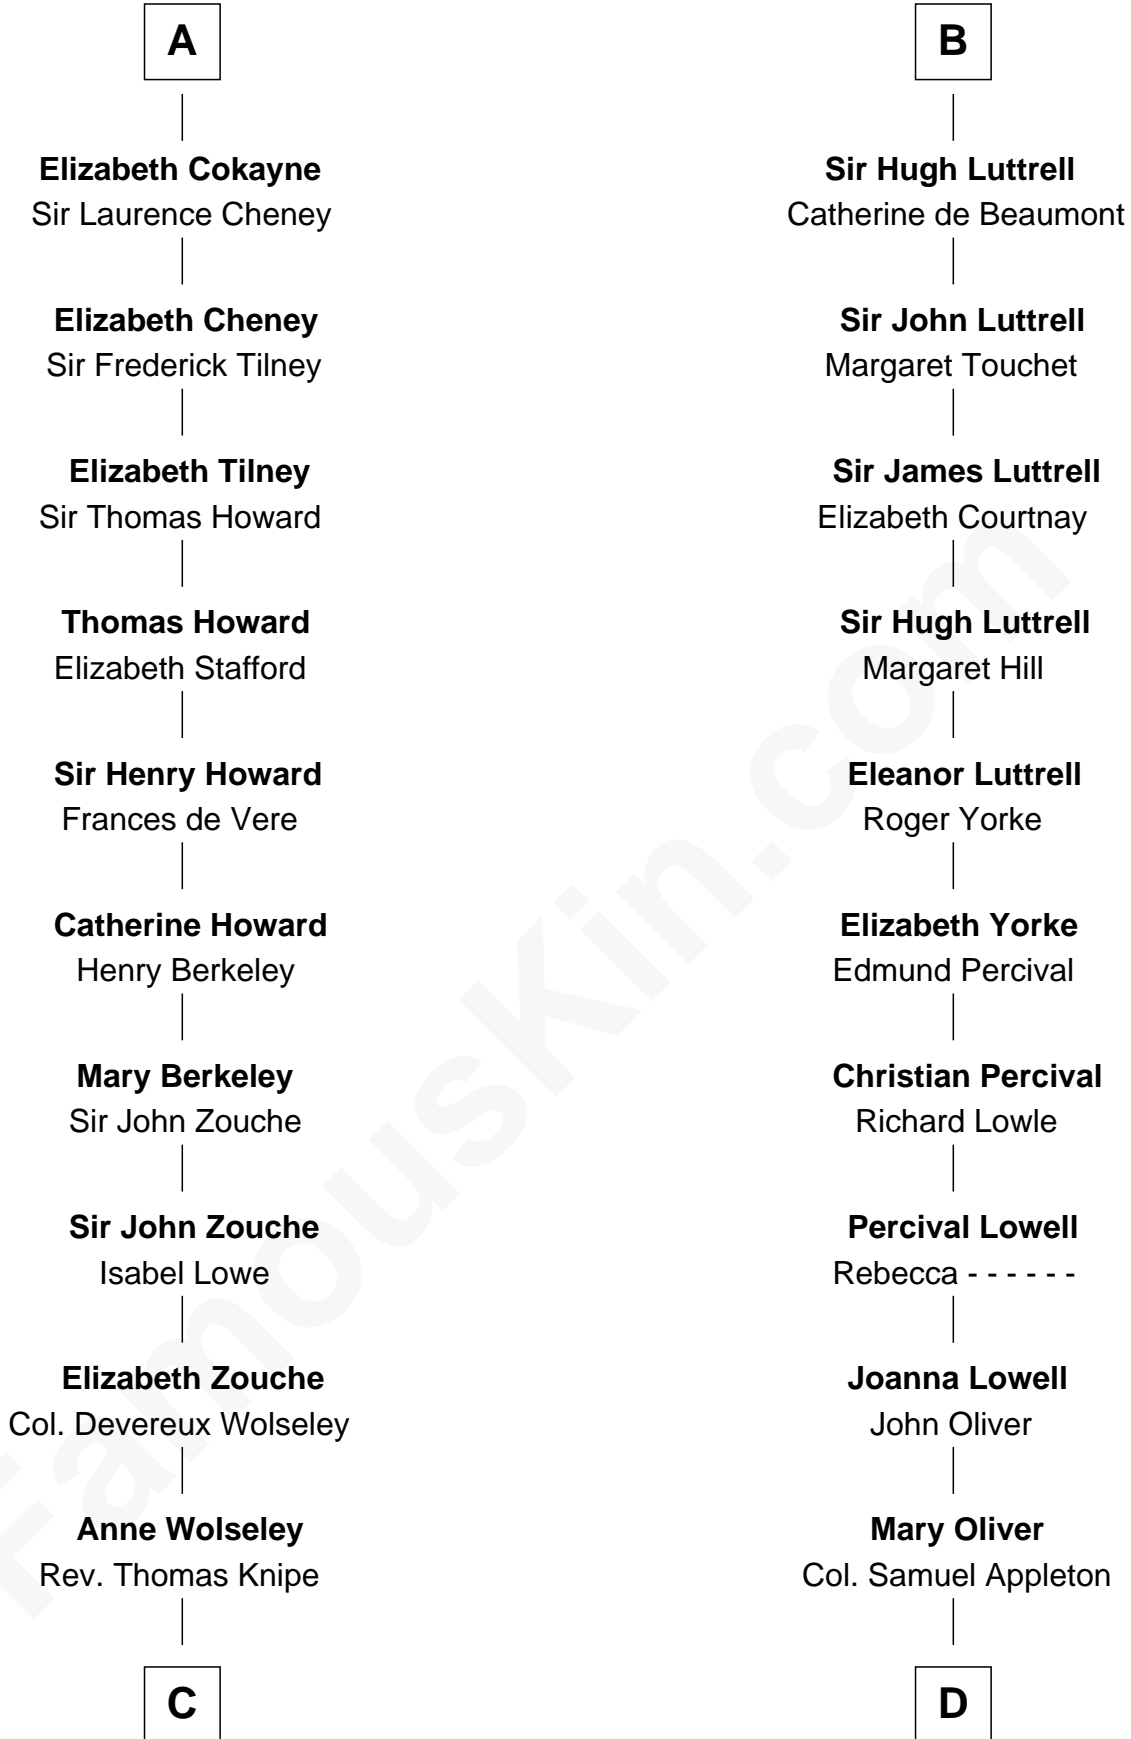 A
Elizabeth Cokayne
Sir Laurence Cheney
Elizabeth Cheney
Sir Frederick Tilney
Elizabeth Tilney
Sir Thomas Howard
Thomas Howard
Elizabeth Stafford
Sir Henry Howard
Frances de Vere
Catherine Howard
Henry Berkeley
Mary Berkeley
Sir John Zouche
Sir John Zouche
Isabel Lowe
Elizabeth Zouche
Col. Devereux Wolseley
Anne Wolseley
Rev. Thomas Knipe
C
B
Sir Hugh Luttrell
Catherine de Beaumont
Sir John Luttrell
Margaret Touchet
Sir James Luttrell
Elizabeth Courtnay
Sir Hugh Luttrell
Margaret Hill
Eleanor Luttrell
Roger Yorke
Elizabeth Yorke
Edmund Percival
Christian Percival
Richard Lowle
Percival Lowell
Rebecca - - - - - -
Joanna Lowell
John Oliver
Mary Oliver
Col. Samuel Appleton
D
FamousKin.com